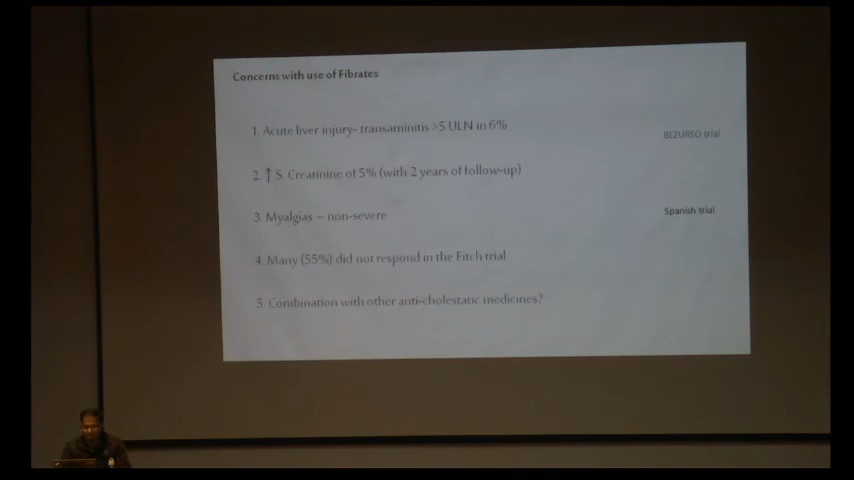 Concerns with use of Fibrates
1. Acute liver injury- transaminitis >5 ULN in 6%
BEZURSO trial
2. ↑ S. Creatinine of 5% (with 2 years of follow-up)
3. Myalgias – non-severe
Spanish trial
4. Many (55%) did not respond in the Fitch trial
5. Combination with other anti-cholestatic medicines?